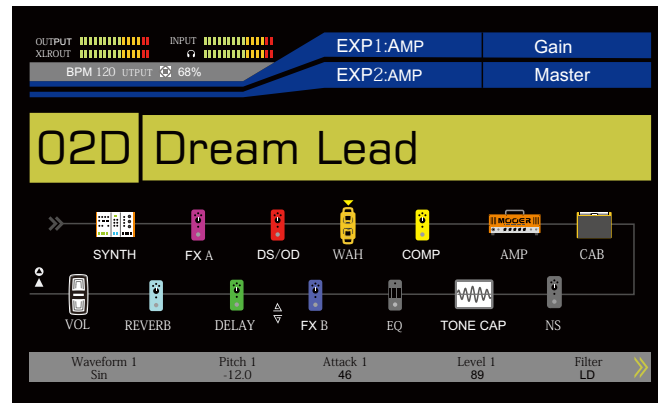 OUTPUT INPUT EXP1:AMP Gain
XLROUT
BPM 120 UTPUT 68% EXP2:AMP Master
02D Dream Lead
MOOER
SYNTH FX A DS/OD WAH COMP AMP CAB
VOL REVERB DELAY FX B EQ TONE CAP NS
Waveform 1 Pitch 1 Attack 1 Level 1 Filter
Sin -12.0 46 89 LD